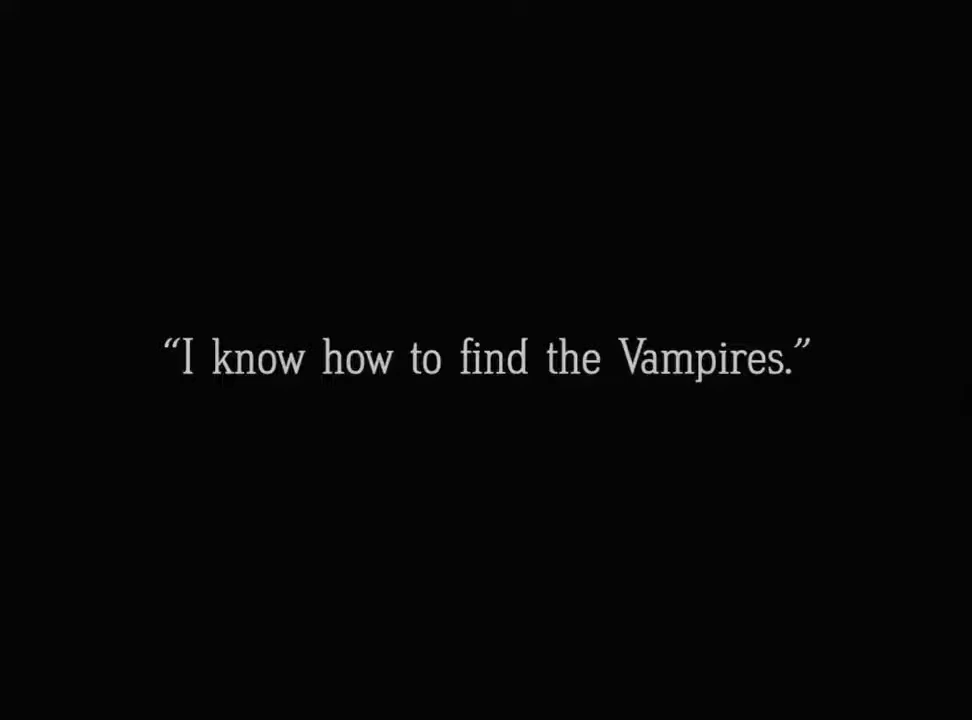 “I know how to find the Vampires.”